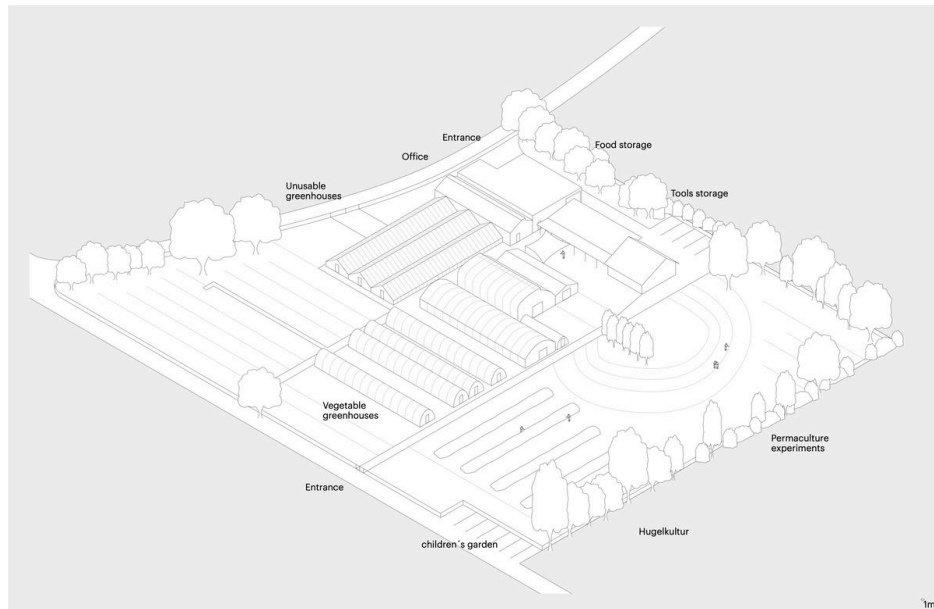 Entrance
Food storage
Office
Unusable
greenhouses
Tools storage
Vegetable
greenhouses
Permaculture
experiments
Entrance
Hugelkultur
children´s garden
1m